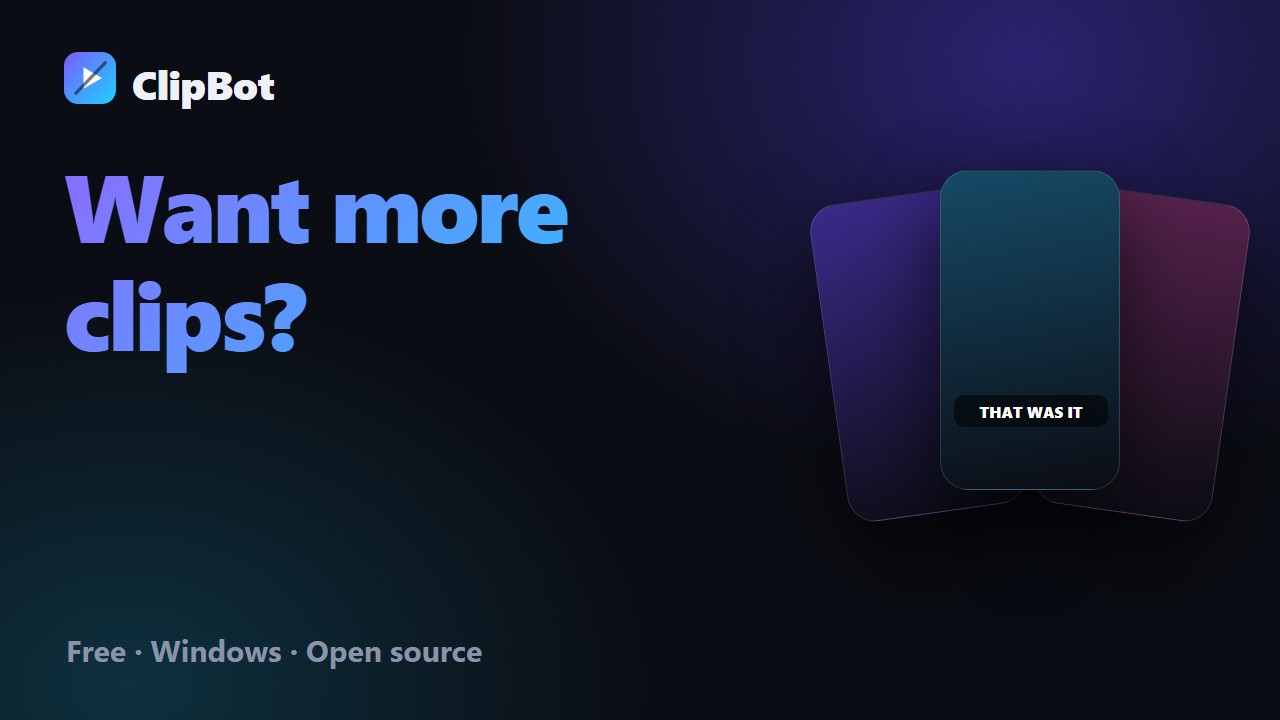 ClipBot
Want more
clips?
THAT WAS IT
Free · Windows · Open source